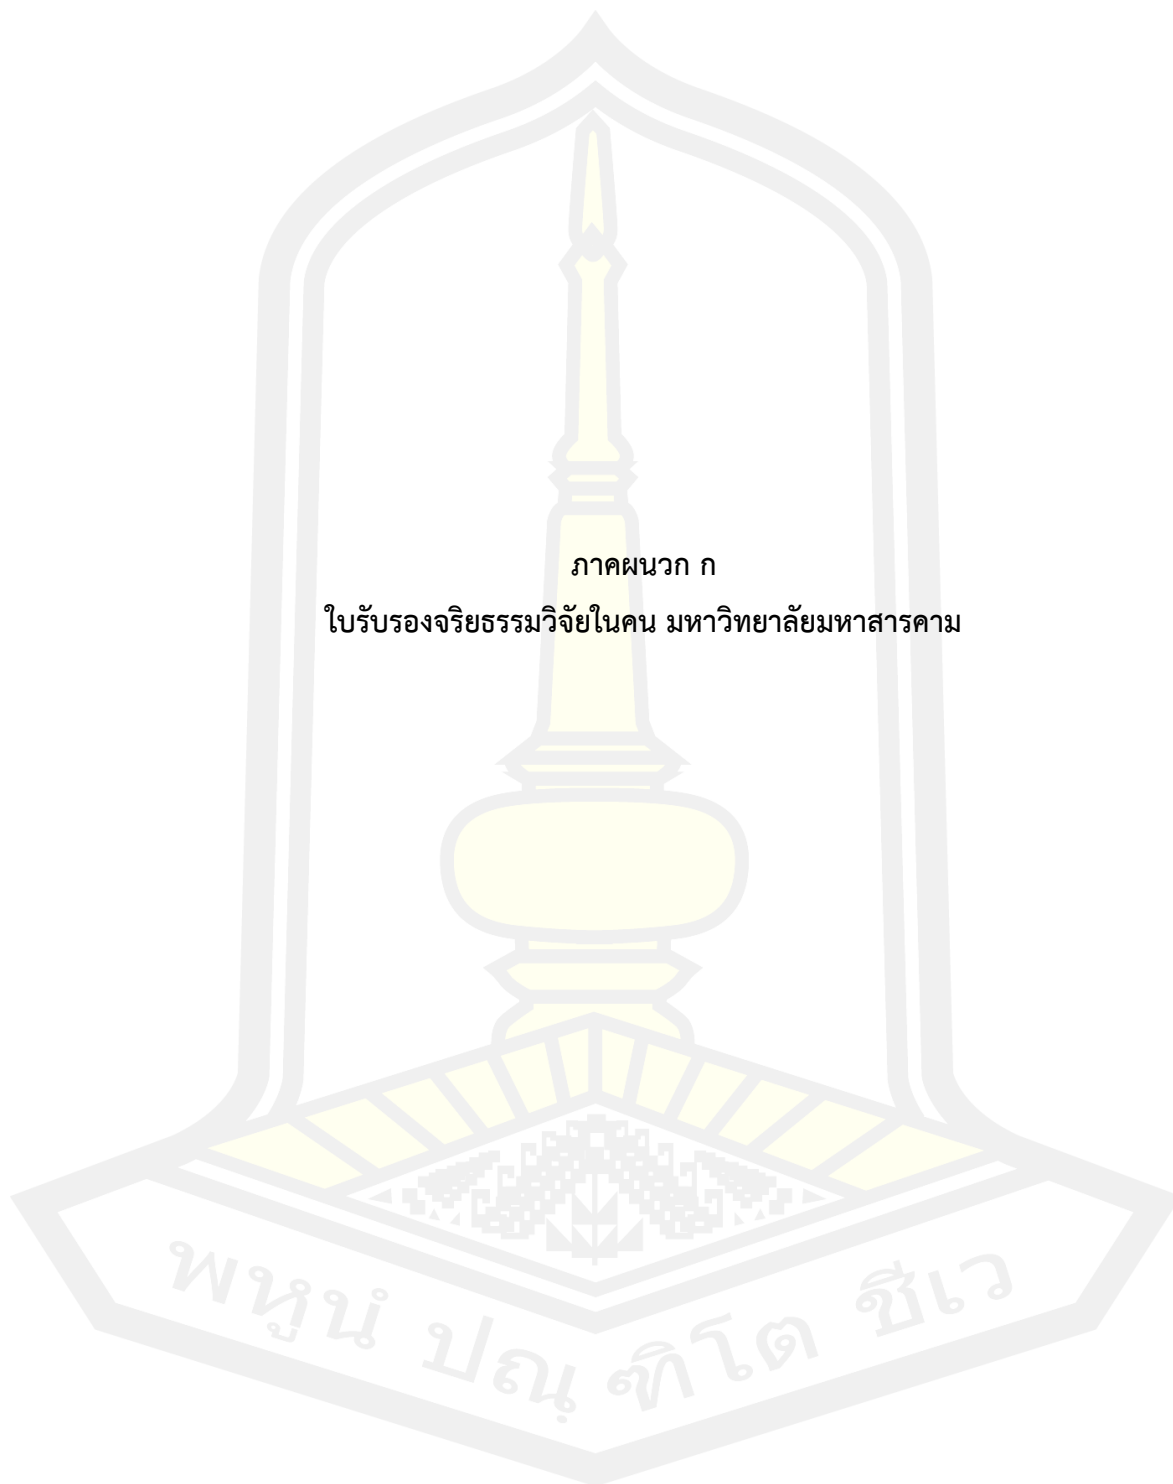 ภาคผนวก ก
ใบรับรองจริยธรรมวิจัยในคน มหาวิทยาลัยมหาสารคาม
พหูนํ ปณฺฑิโต ชีเว